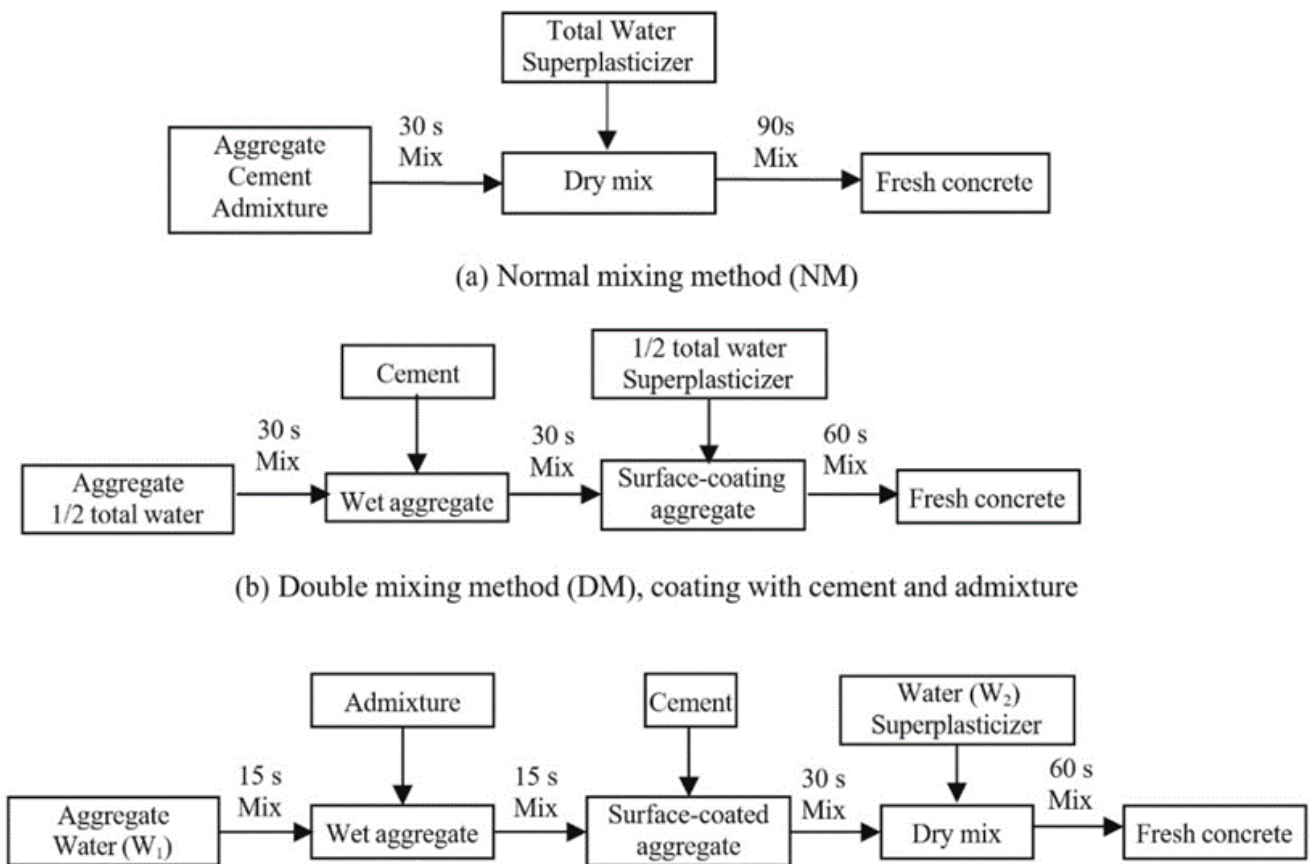 Total Water
Superplasticizer
30 s
Mix
90s
Mix
Aggregate
Cement
Admixture
Dry mix
Fresh concrete
(a) Normal mixing method (NM)
Cement
1/2 total water
Superplasticizer
30 s
Mix
30 s
Mix
60 s
Mix
Aggregate
1/2 total water
Wet aggregate
Surface-coating
aggregate
Fresh concrete
(b) Double mixing method (DM), coating with cement and admixture
Admixture
Cement
Water (W₂)
Superplasticizer
15 s
Mix
15 s
Mix
30 s
Mix
60 s
Mix
Aggregate
Water (W₁)
Wet aggregate
Surface-coated
aggregate
Dry mix
Fresh concrete